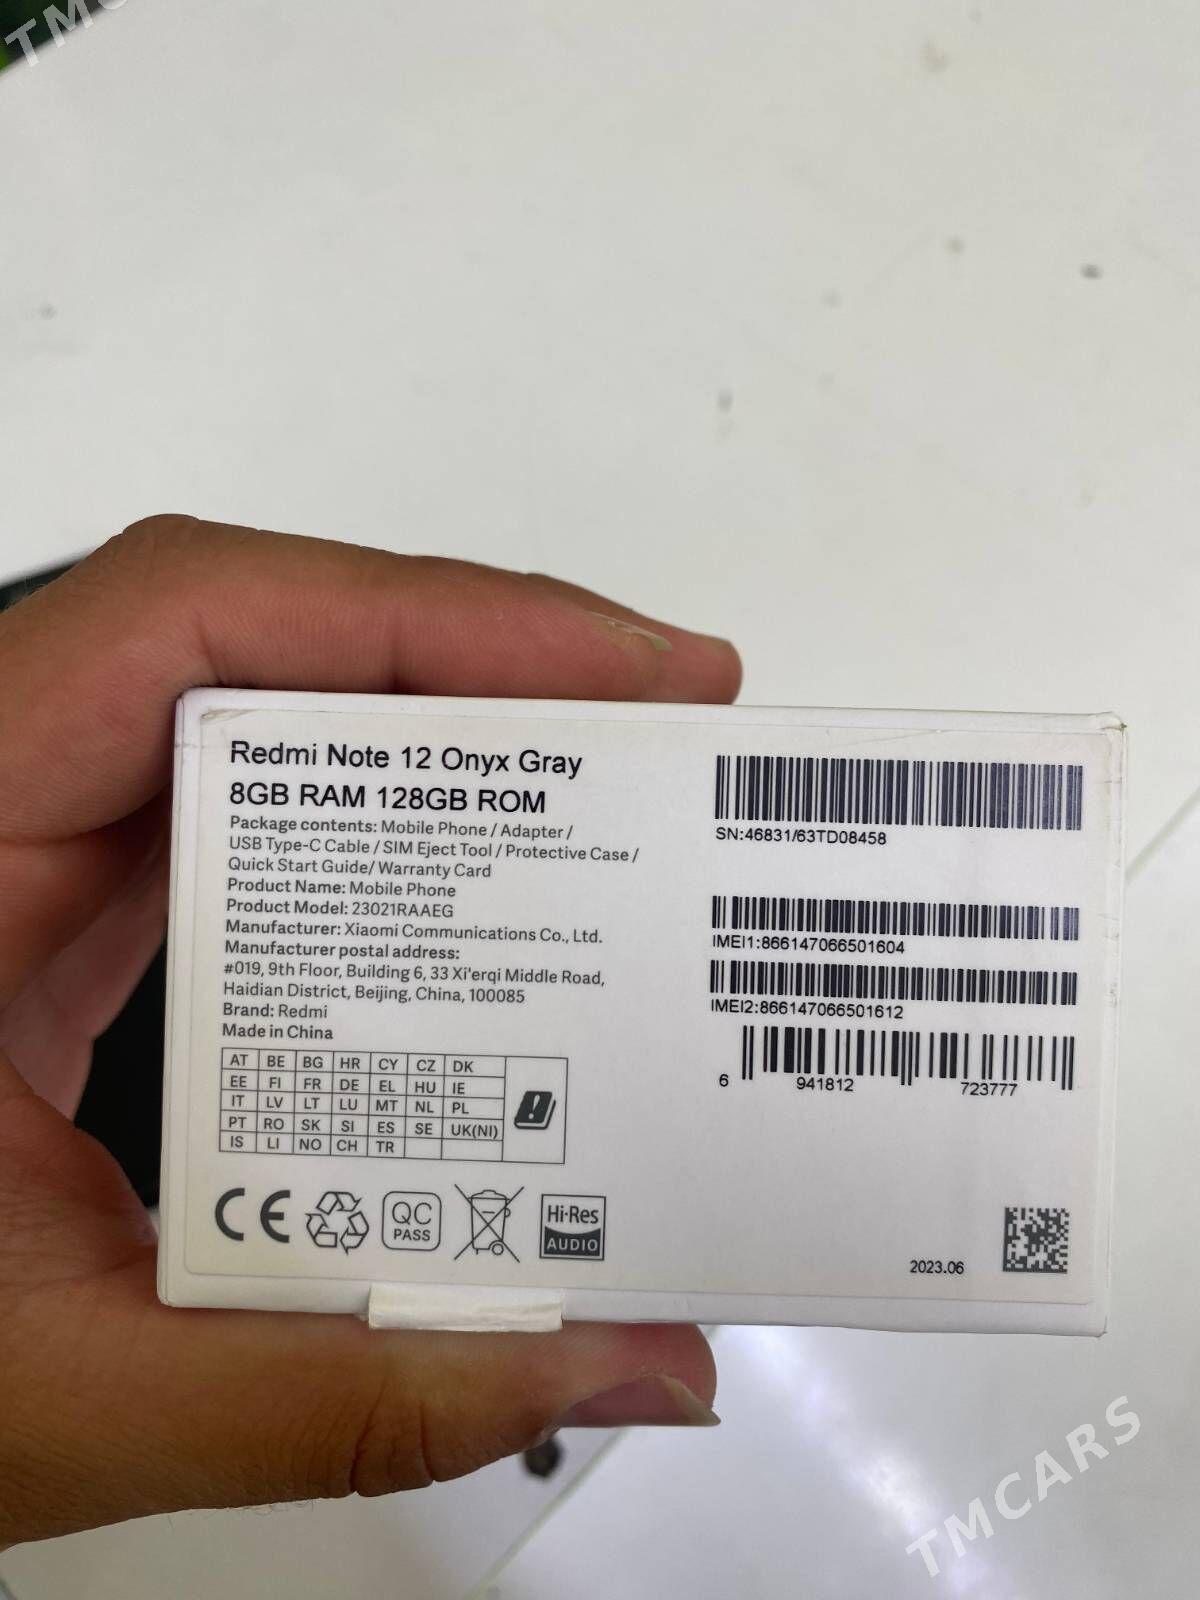 TMC
Redmi Note 12 Onyx Gray
8GB RAM 128GB ROM
Package contents: Mobile Phone / Adapter /
USB Type-C Cable / SIM Eject Tool / Protective Case /
Quick Start Guide/ Warranty Card
Product Name: Mobile Phone
Product Model: 23021RAAEG
Manufacturer: Xiaomi Communications Co., Ltd.
Manufacturer postal address:
#019, 9th Floor, Building 6, 33 Xi'erqi Middle Road,
Haidian District, Beijing, China, 100085
Brand: Redmi
Made in China
AT BE BG HR CY CZ DK
EE FI FR DE EL HU IE
IT LV LT LU MT NL PL
PT RO SK SI ES SE UK(NI)
IS LI NO CH TR
CE
QC
PASS
Hi-Res
AUDIO
SN:46831/63TD08458
IMEI1:866147066501604
IMEI2:866147066501612
6 941812 723777
2023.06
TMCARS